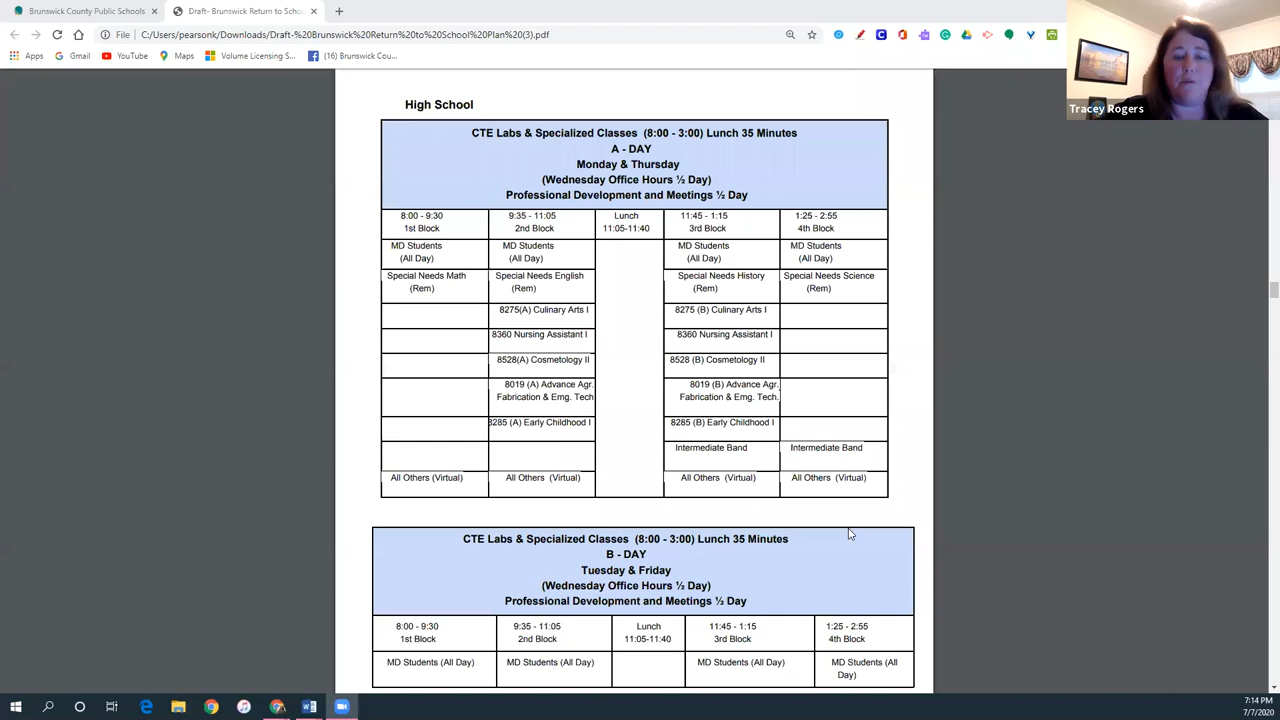 Brunswick County Public Schools
Draft- Brunswick Return to Schoo
File
C:/Users/pearsonk/Downloads/Draft-%20Brunswick%20Return%20to%20School%20Plan%20(3).pdf
Apps
Gmail
YouTube
Maps
Volume Licensing S...
(16) Brunswick Cou...
Tracey Rogers
High School
CTE Labs & Specialized Classes (8:00 - 3:00) Lunch 35 Minutes
A - DAY
Monday & Thursday
(Wednesday Office Hours ½ Day)
Professional Development and Meetings ½ Day
8:00 - 9:30
1st Block
9:35 - 11:05
2nd Block
Lunch
11:05-11:40
11:45 - 1:15
3rd Block
1:25 - 2:55
4th Block
MD Students
(All Day)
MD Students
(All Day)
MD Students
(All Day)
MD Students
(All Day)
Special Needs Math
(Rem)
Special Needs English
(Rem)
Special Needs History
(Rem)
Special Needs Science
(Rem)
8275(A) Culinary Arts I
8275 (B) Culinary Arts I
8360 Nursing Assistant I
8360 Nursing Assistant I
8528(A) Cosmetology II
8528 (B) Cosmetology II
8019 (A) Advance Agr.
Fabrication & Emg. Tech
8019 (B) Advance Agr.
Fabrication & Emg. Tech.
8285 (A) Early Childhood I
8285 (B) Early Childhood I
Intermediate Band
Intermediate Band
All Others (Virtual)
All Others (Virtual)
All Others (Virtual)
All Others (Virtual)
CTE Labs & Specialized Classes (8:00 - 3:00) Lunch 35 Minutes
B - DAY
Tuesday & Friday
(Wednesday Office Hours ½ Day)
Professional Development and Meetings ½ Day
8:00 - 9:30
1st Block
9:35 - 11:05
2nd Block
Lunch
11:05-11:40
11:45 - 1:15
3rd Block
1:25 - 2:55
4th Block
MD Students (All Day)
MD Students (All Day)
MD Students (All Day)
MD Students (All
Day)
7:14 PM
7/7/2020